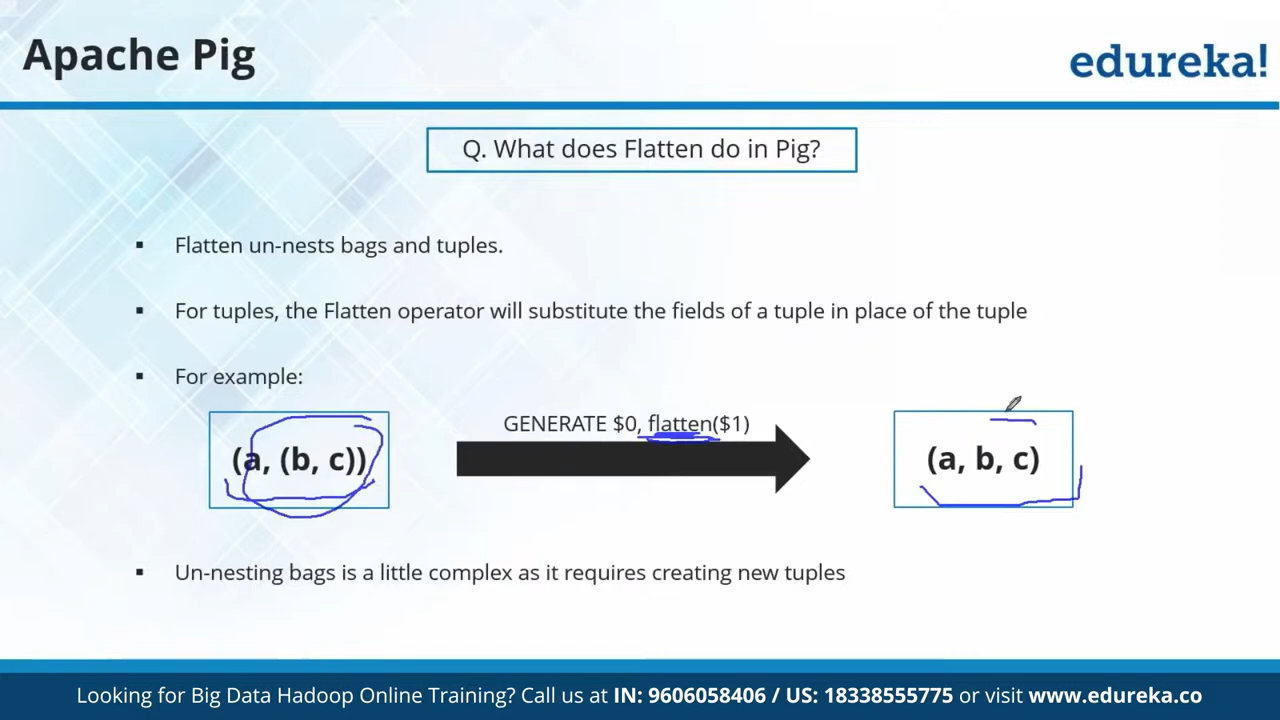 Apache Pig
edureka!
Q. What does Flatten do in Pig?
▪ Flatten un-nests bags and tuples.
▪ For tuples, the Flatten operator will substitute the fields of a tuple in place of the tuple
▪ For example:
GENERATE $0, flatten($1)
(a, (b, c))
(a, b, c)
▪ Un-nesting bags is a little complex as it requires creating new tuples
Looking for Big Data Hadoop Online Training? Call us at IN: 9606058406 / US: 18338555775 or visit www.edureka.co